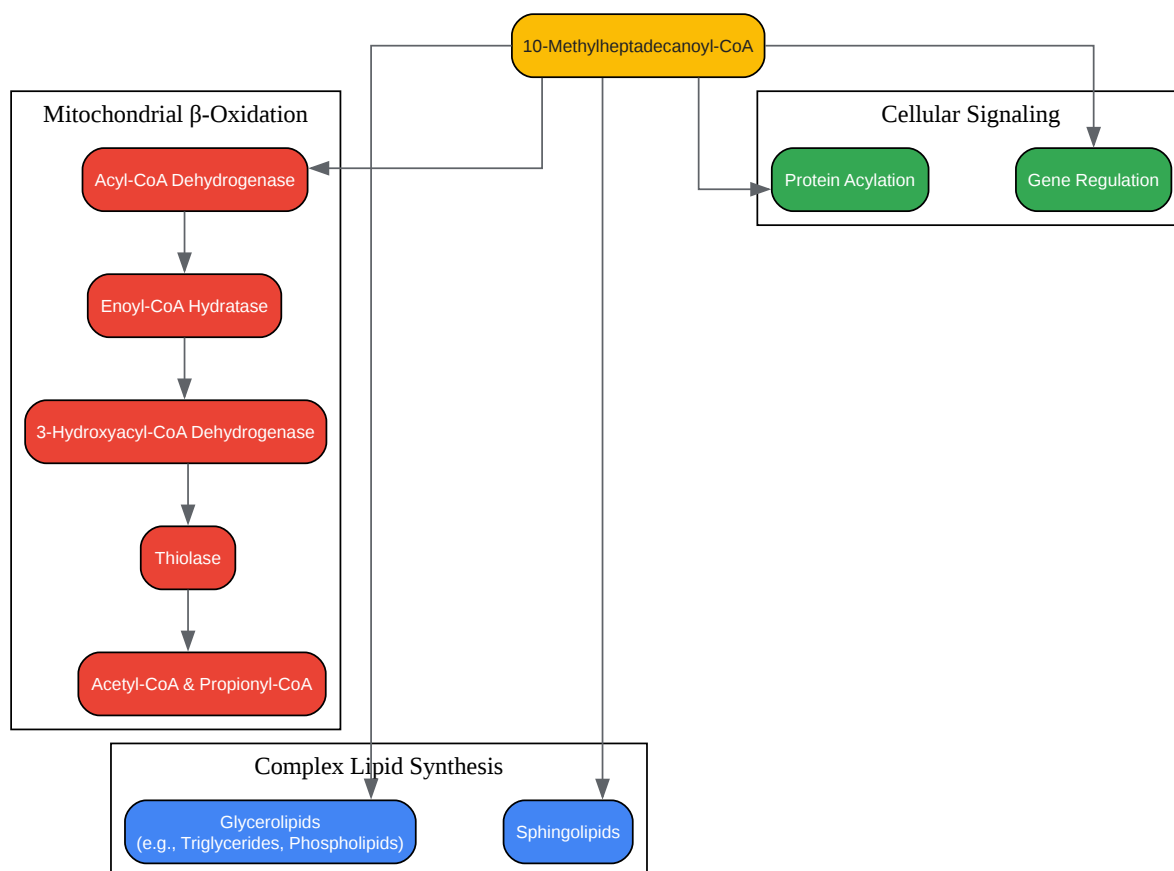 10-Methylheptadecanoyl-CoA
Mitochondrial β-Oxidation
Acyl-CoA Dehydrogenase
Enoyl-CoA Hydratase
3-Hydroxyacyl-CoA Dehydrogenase
Thiolase
Acetyl-CoA & Propionyl-CoA
Cellular Signaling
Protein Acylation
Gene Regulation
Complex Lipid Synthesis
Glycerolipids
(e.g., Triglycerides, Phospholipids)
Sphingolipids